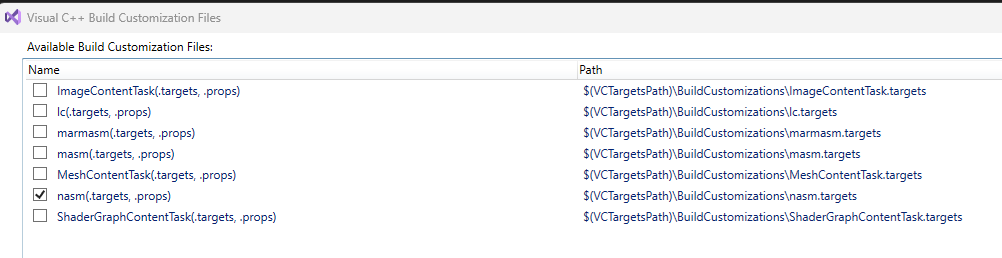 Visual C++ Build Customization Files
Available Build Customization Files:
Name Path
ImageContentTask(.targets, .props) $(VCTargetsPath)\BuildCustomizations\ImageContentTask.targets
lc(.targets, .props) $(VCTargetsPath)\BuildCustomizations\lc.targets
marmasm(.targets, .props) $(VCTargetsPath)\BuildCustomizations\marmasm.targets
masm(.targets, .props) $(VCTargetsPath)\BuildCustomizations\masm.targets
MeshContentTask(.targets, .props) $(VCTargetsPath)\BuildCustomizations\MeshContentTask.targets
nasm(.targets, .props) $(VCTargetsPath)\BuildCustomizations\nasm.targets
ShaderGraphContentTask(.targets, .props) $(VCTargetsPath)\BuildCustomizations\ShaderGraphContentTask.targets